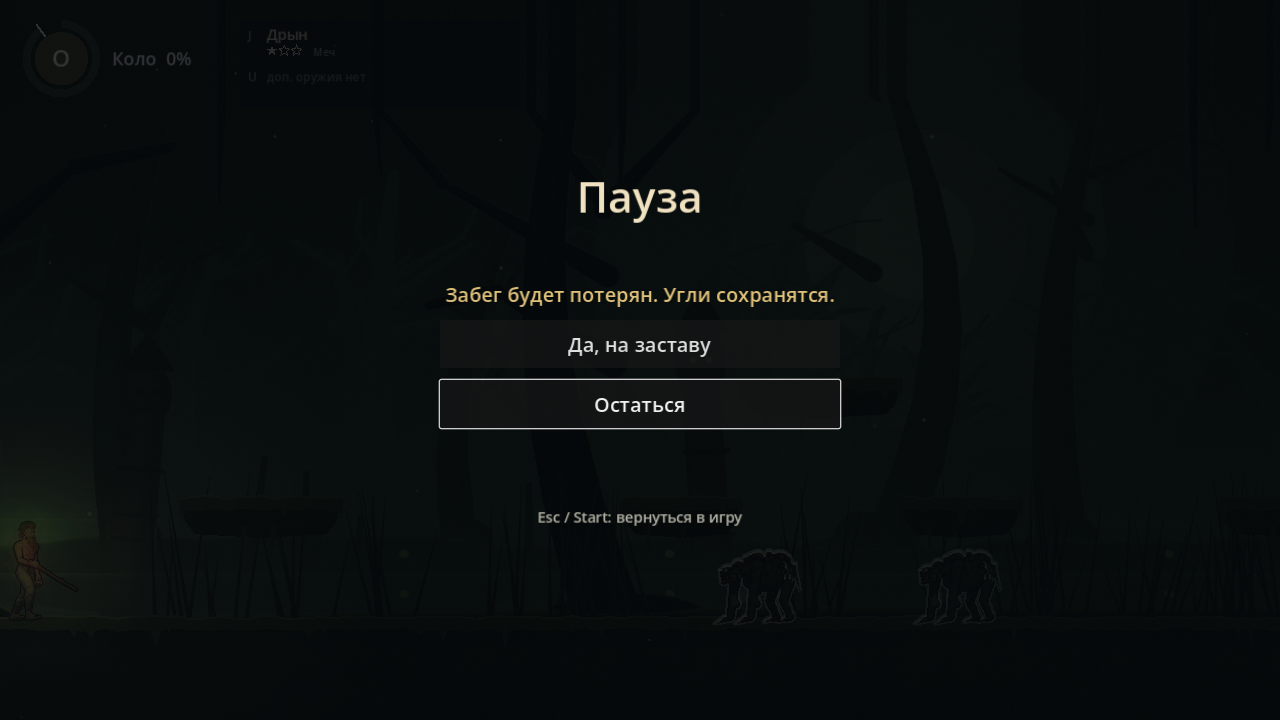 О
Коло 0%
J Дрын
★☆☆ Меч
U доп. оружия нет
Пауза
Забег будет потерян. Угли сохранятся.
Да, на заставу
Остаться
Esc / Start: вернуться в игру